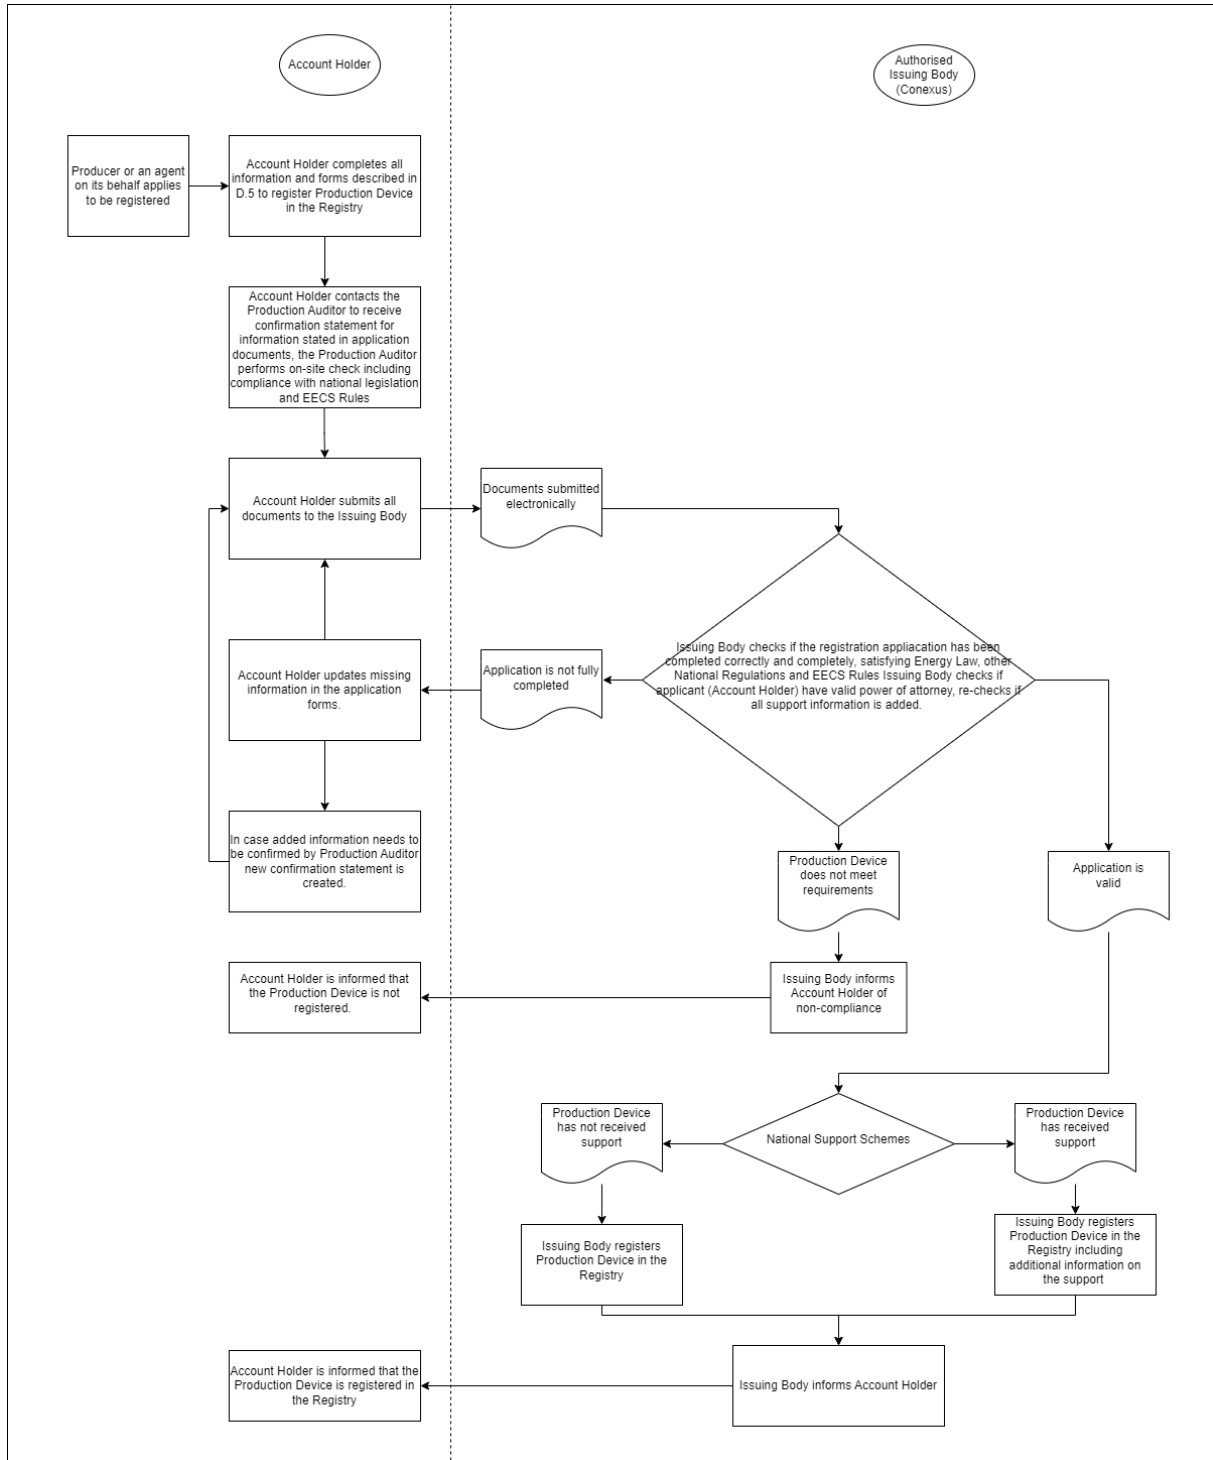 Account Holder
Authorised
Issuing Body
(Conexus)
Producer or an agent
on its behalf applies
to be registered
Account Holder completes all
information and forms described in
D.5 to register Production Device
in the Registry
Account Holder contacts the
Production Auditor to receive
confirmation statement for
information stated in application
documents, the Production Auditor
performs on-site check including
compliance with national legislation
and EECS Rules
Account Holder submits all
documents to the Issuing Body
Documents submitted
electronically
Issuing Body checks if the registration appliacation has been
completed correctly and completely, satisfying Energy Law, other
National Regulations and EECS Rules Issuing Body checks if
applicant (Account Holder) have valid power of attorney, re-checks if
all support information is added.
Application is not fully
completed
Account Holder updates missing
information in the application
forms.
In case added information needs to
be confirmed by Production Auditor
new confirmation statement is
created.
Production Device
does not meet
requirements
Application is
valid
Issuing Body informs
Account Holder of
non-compliance
Account Holder is informed that
the Production Device is not
registered.
National Support Schemes
Production Device
has not received
support
Production Device
has received
support
Issuing Body registers
Production Device in the
Registry
Issuing Body registers
Production Device in the
Registry including
additional information on
the support
Issuing Body informs Account Holder
Account Holder is informed that the
Production Device is registered in
the Registry